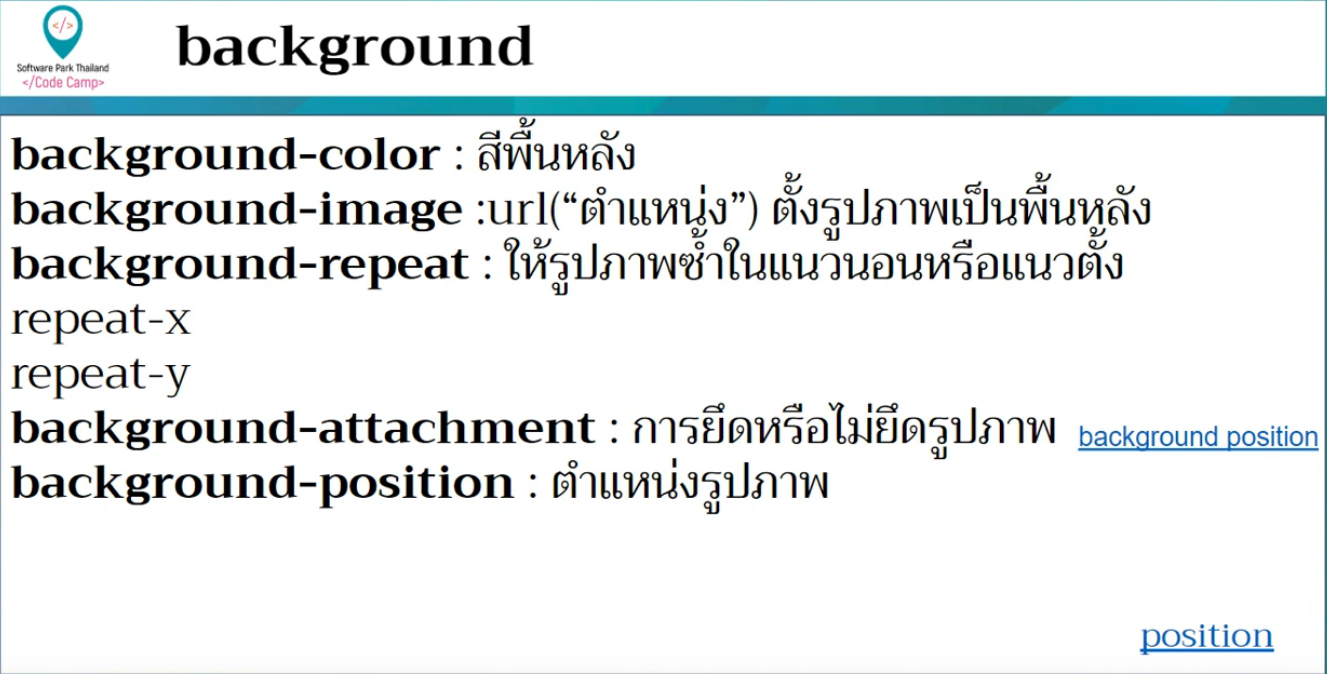 </>
Software Park Thailand
</Code Camp>
background
background-color : สีพื้นหลัง
background-image :url(“ตำแหน่ง”) ตั้งรูปภาพเป็นพื้นหลัง
background-repeat : ให้รูปภาพซ้ำในแนวนอนหรือแนวตั้ง
repeat-x
repeat-y
background-attachment : การยึดหรือไม่ยึดรูปภาพ background position
background-position : ตำแหน่งรูปภาพ
position